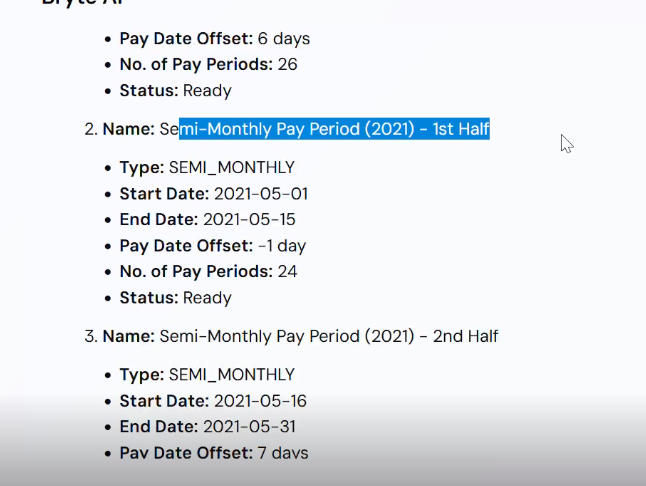 Bryte AI
• Pay Date Offset: 6 days
• No. of Pay Periods: 26
• Status: Ready
2. Name: Semi-Monthly Pay Period (2021) - 1st Half
• Type: SEMI_MONTHLY
• Start Date: 2021-05-01
• End Date: 2021-05-15
• Pay Date Offset: -1 day
• No. of Pay Periods: 24
• Status: Ready
3. Name: Semi-Monthly Pay Period (2021) - 2nd Half
• Type: SEMI_MONTHLY
• Start Date: 2021-05-16
• End Date: 2021-05-31
• Pay Date Offset: 7 days